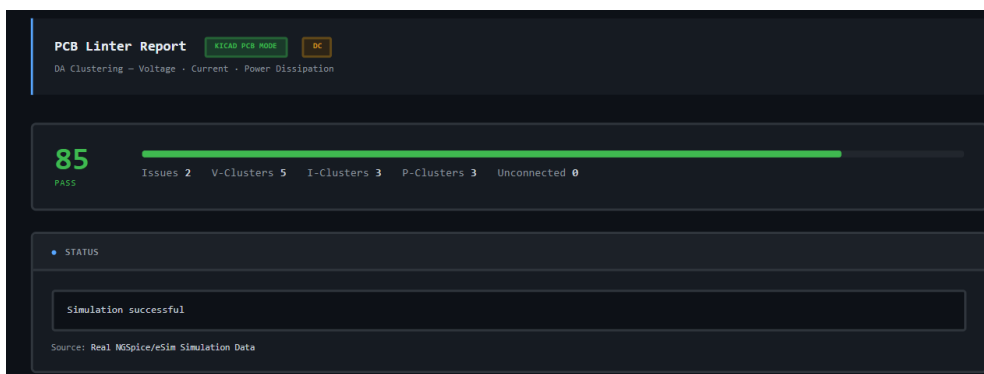 PCB Linter Report KICAD PCB MODE DC
DA Clustering — Voltage · Current · Power Dissipation
85
PASS
Issues 2 V-Clusters 5 I-Clusters 3 P-Clusters 3 Unconnected 0
STATUS
Simulation successful
Source: Real NGSpice/eSim Simulation Data